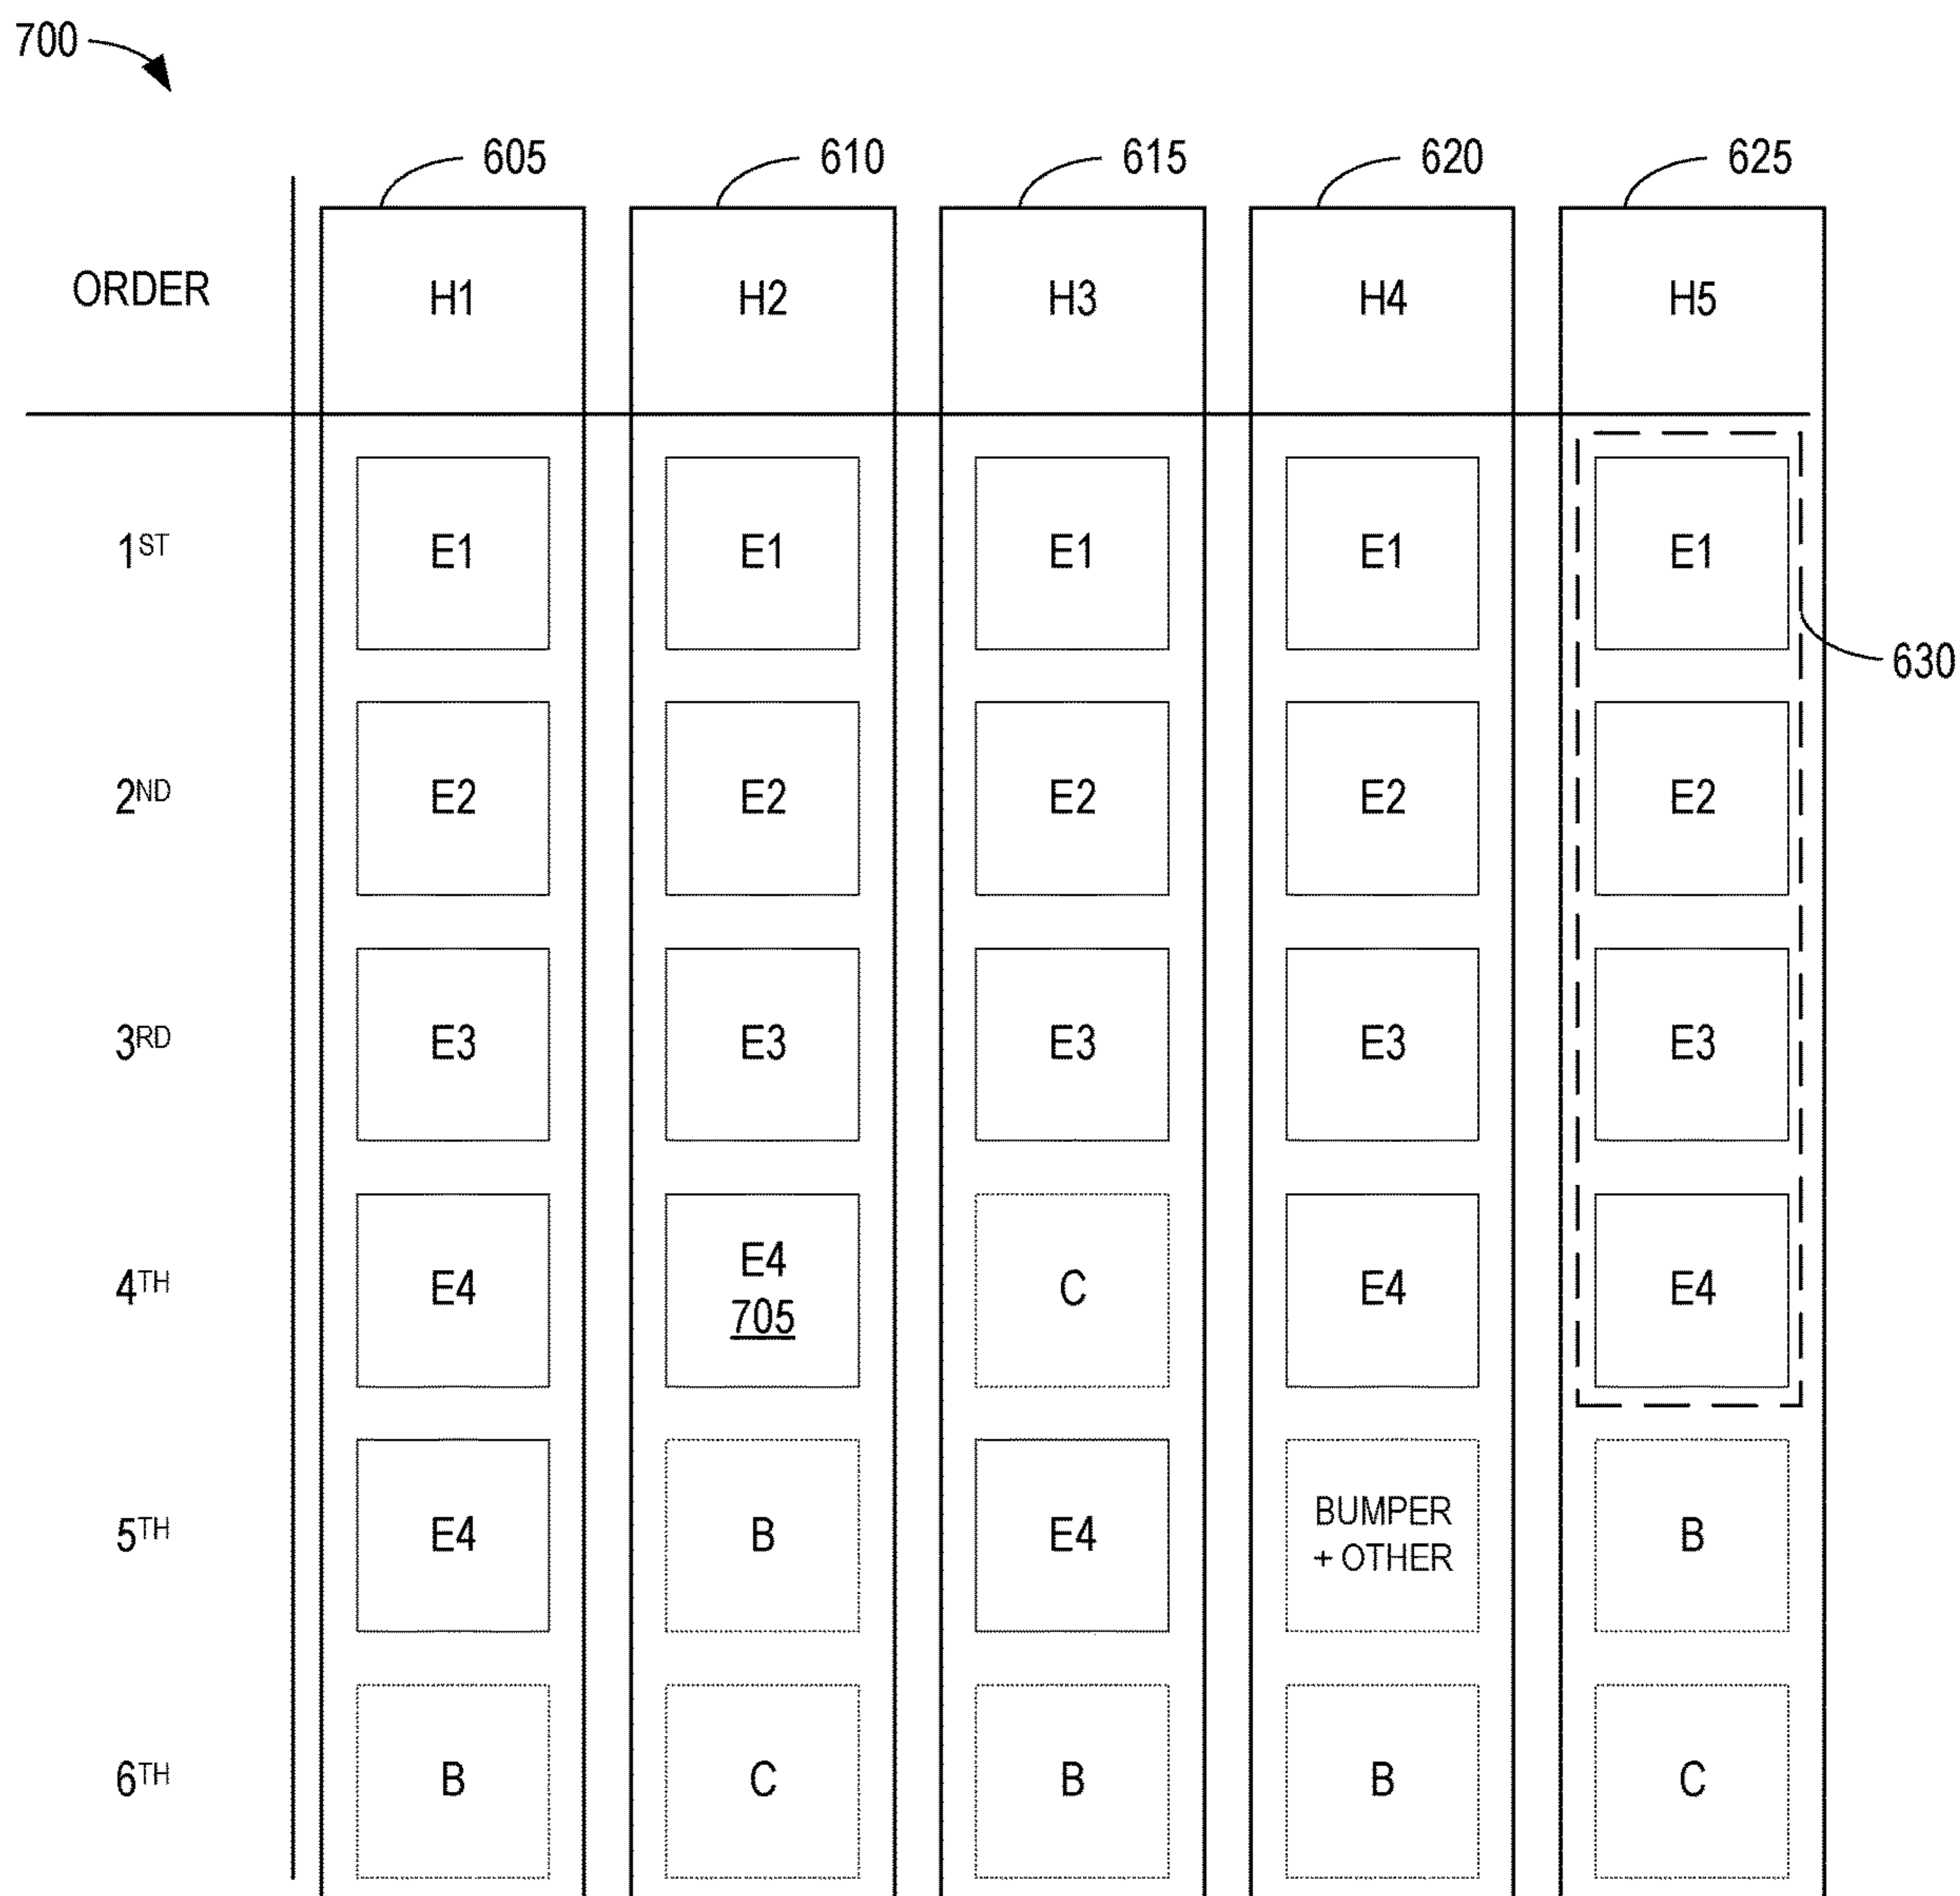 700
605 610 615 620 625
ORDER H1 H2 H3 H4 H5
1ST E1 E1 E1 E1 E1
630
2ND E2 E2 E2 E2 E2
3RD E3 E3 E3 E3 E3
4TH E4 E4 C E4 E4
705
5TH E4 B E4 BUMPER B
+ OTHER
6TH B C B B C